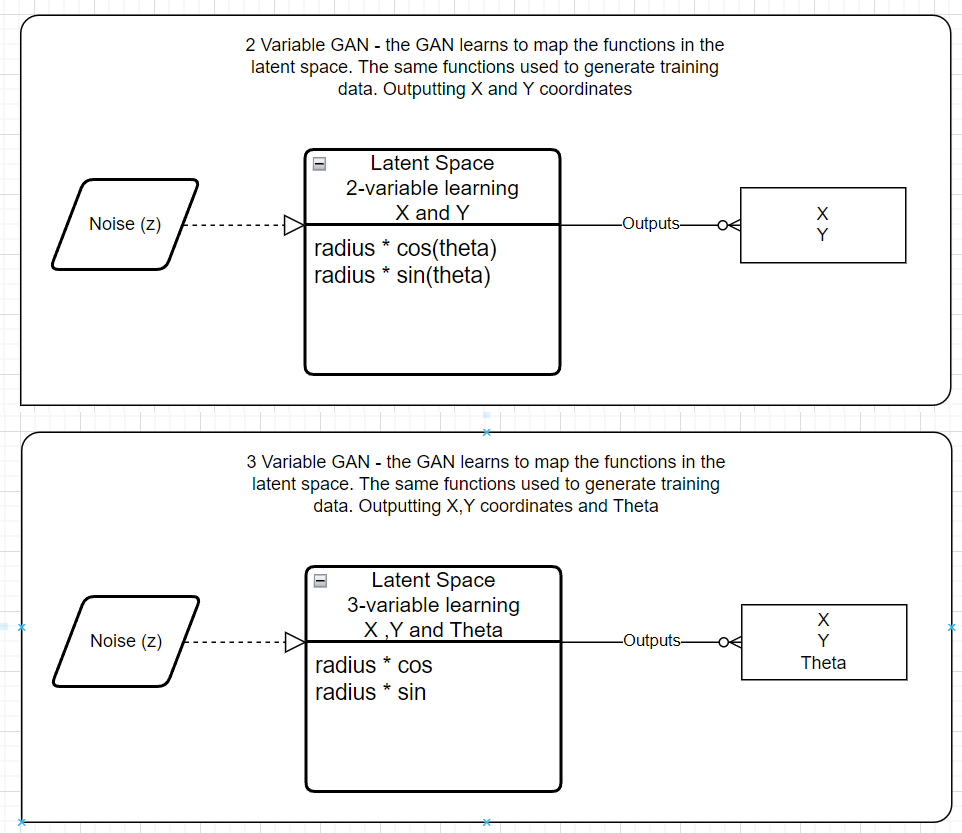 2 Variable GAN - the GAN learns to map the functions in the
latent space. The same functions used to generate training
data. Outputting X and Y coordinates
Noise (z)
Latent Space
2-variable learning
X and Y
radius * cos(theta)
radius * sin(theta)
Outputs
X
Y
3 Variable GAN - the GAN learns to map the functions in the
latent space. The same functions used to generate training
data. Outputting X,Y coordinates and Theta
Noise (z)
Latent Space
3-variable learning
X ,Y and Theta
radius * cos
radius * sin
Outputs
X
Y
Theta